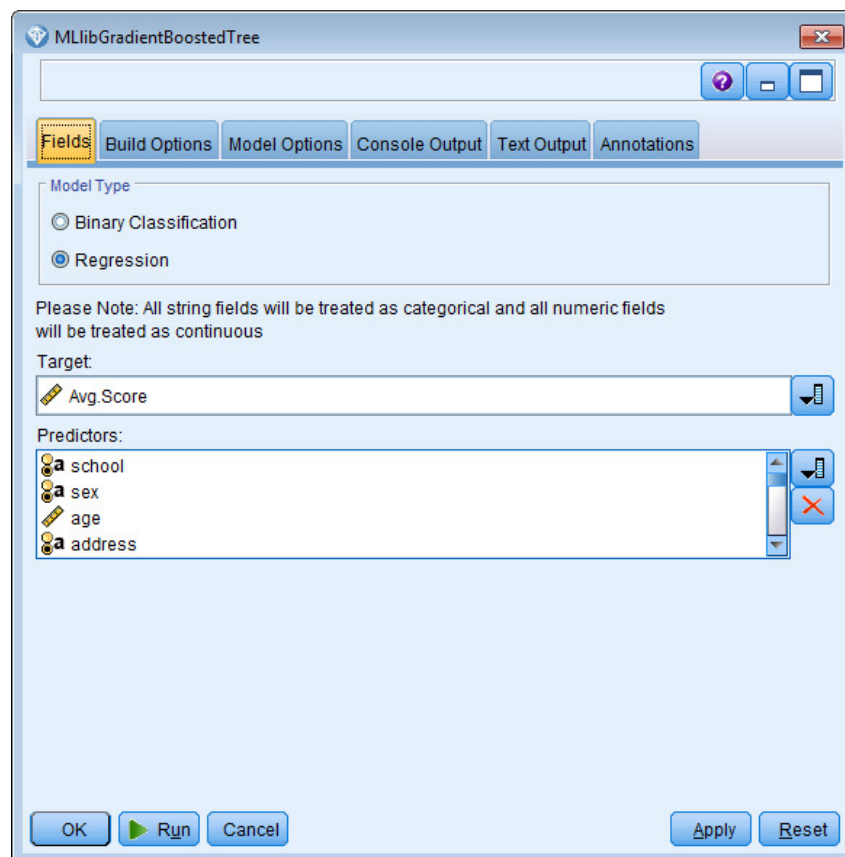 MLlibGradientBoostedTree
Fields Build Options Model Options Console Output Text Output Annotations
Model Type
Binary Classification
Regression
Please Note: All string fields will be treated as categorical and all numeric fields
will be treated as continuous
Target:
Avg.Score
Predictors:
a school
a sex
age
a address
OK Run Cancel Apply Reset